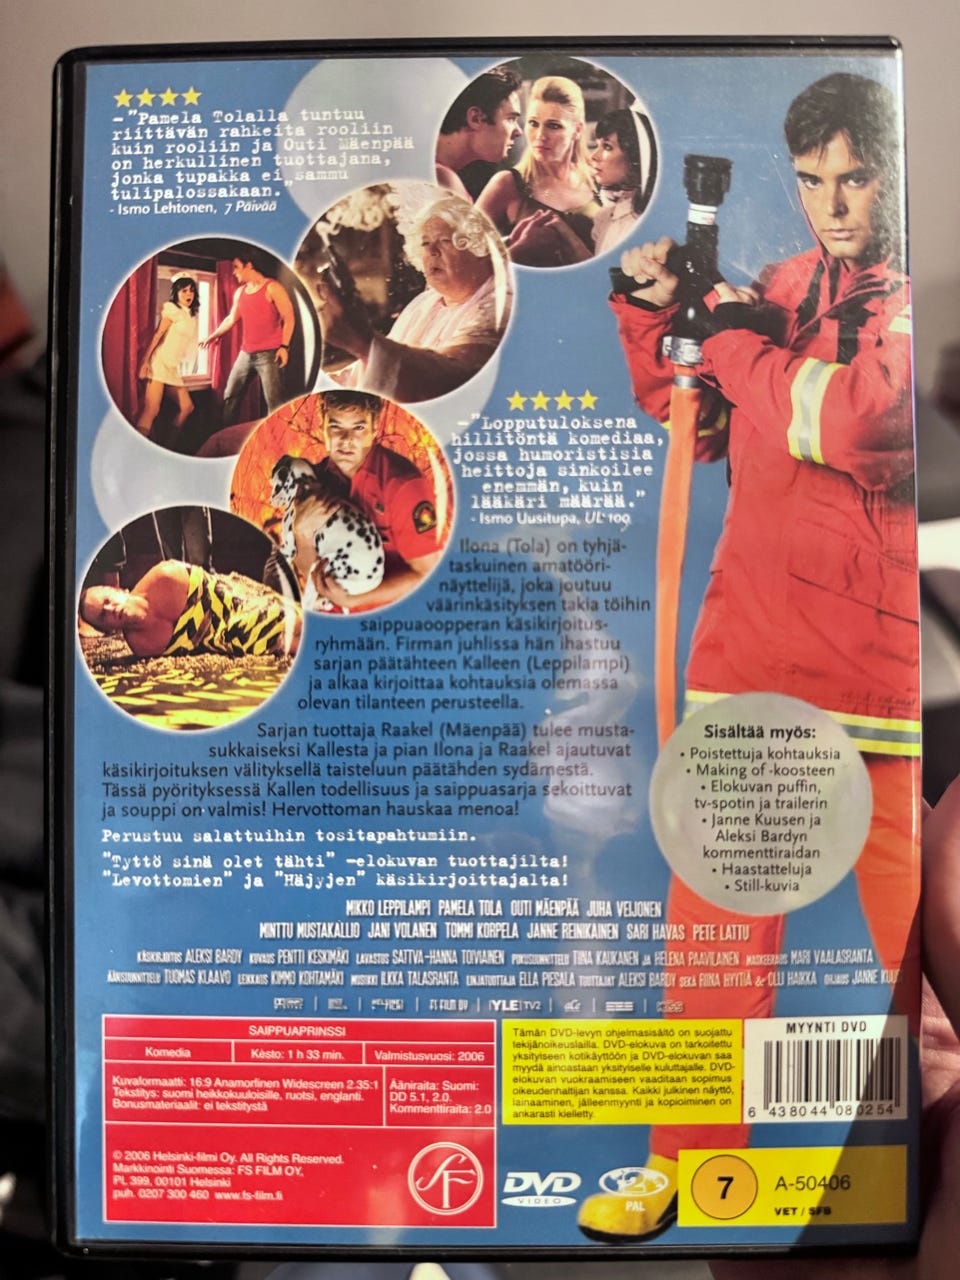 -"Pamela Tolalla tuntuu
riittävän rahkeita rooliin
kuin rooliin ja Outi Mäenpää
on herkullinen tuottajana,
jonka tupakka ei sammu
tulipalossakaan."
- Ismo Lehtonen, 7 Päivää
-"Lopputuloksena
hillitöntä komediaa,
jossa humoristisia
heittoja sinkoilee
enemmän, kuin
lääkäri määrää."
- Ismo Uusitupa, UL 109
Ilona (Tola) on tyhjä-
taskuinen amatööri-
näyttelijä, joka joutuu
väärinkäsityksen takia töihin
saippuaoopperan käsikirjoitus-
ryhmään. Firman juhlissa hän ihastuu
sarjan päätähteen Kalleen (Leppilampi)
ja alkaa kirjoittaa kohtauksia olemassa
olevan tilanteen perusteella.
Sarjan tuottaja Raakel (Mäenpää) tulee musta-
sukkaiseksi Kallesta ja pian Ilona ja Raakel ajautuvat
käsikirjoituksen välityksellä taisteluun päätähden sydämestä.
Tässä pyörityksessä Kallen todellisuus ja saippuasarja sekoittuvat
ja souppi on valmis! Hervottoman hauskaa menoa!
Perustuu salattuihin tositapahtumiin.
"Tyttö sinä olet tähti" -elokuvan tuottajilta!
"Levottomien" ja "Häjyjen" käsikirjoittajalta!
Sisältää myös:
• Poistettuja kohtauksia
• Making of -koosteen
• Elokuvan puffin,
tv-spotin ja trailerin
• Janne Kuusen ja
Aleksi Bardyn
kommenttiraidan
• Haastatteluja
• Still-kuvia
MIKKO LEPPILAMPI PAMELA TOLA OUTI MÄENPÄÄ JUHA VEIJONEN
MINTTU MUSTAKALLIO JANI VOLANEN TOMMI KORPELA JANNE REINIKAINEN SARI HAVAS PETE LATTU
KÄSIKIRJOITUS ALEKSI BARDY KUVAUS PENTTI KESKIMÄKI LAVASTUS SATTVA-HANNA TOIVIAINEN PUKUSUUNNITTELU TIINA KAUKANEN JA HELENA PAAVILAINEN MASKEERAUS MARI VAALASRANTA
ÄÄNISUUNNITTELU TUOMAS KLAAVO LEIKKAUS KIMMO KOHTAMÄKI MUSIIKKI ILKKA TALASRANTA LINJATUOTTAJA ELLA PIESALA TUOTTAJAT ALEKSI BARDY SEKÄ RIINA HYYTIÄ & OLLI HAIKKA OHJAUS JANNE KUU
FS FILM OY YLE TV2
SAIPPUAPRINSSI
Komedia Kesto: 1 h 33 min. Valmistusvuosi: 2006
Kuvaformaatti: 16:9 Anamorfinen Widescreen 2.35:1
Tekstitys: suomi heikkokuuloisille, ruotsi, englanti.
Bonusmateriaalit: ei tekstitystä
Ääniraita: Suomi:
DD 5.1, 2.0.
Kommenttiraita: 2.0
© 2006 Helsinki-filmi Oy. All Rights Reserved.
Markkinointi Suomessa: FS FILM OY,
PL 399, 00101 Helsinki
puh. 0207 300 460 www.fs-film.fi
SF
Tämän DVD-levyn ohjelmasisältö on suojattu
tekijänoikeuslailla. DVD-elokuva on tarkoitettu
yksityiseen kotikäyttöön ja DVD-elokuvan saa
myydä ainoastaan yksityiselle kuluttajalle. DVD-
elokuvan vuokraamiseen vaaditaan sopimus
oikeudenhaltijan kanssa. Kaikki julkinen näyttö,
lainaaminen, jälleenmyynti ja kopioiminen on
ankarasti kielletty.
MYYNTI DVD
6 438044 080254
DVD
VIDEO
2
PAL
7
A-50406
VET / SFB